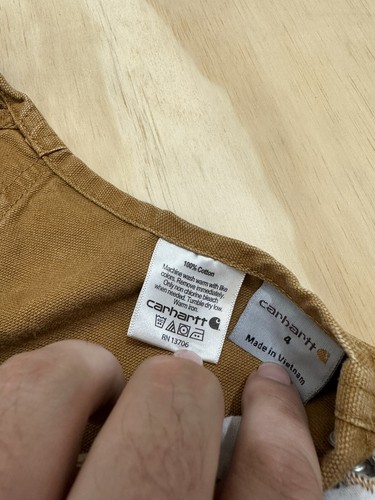 100% Cotton
Machine wash warm with like
colors. Remove immediately.
Only non chlorine bleach
when needed. Tumble dry low.
Warm iron.
carhartt
RN 13706
carhartt
4
Made in Vietnam